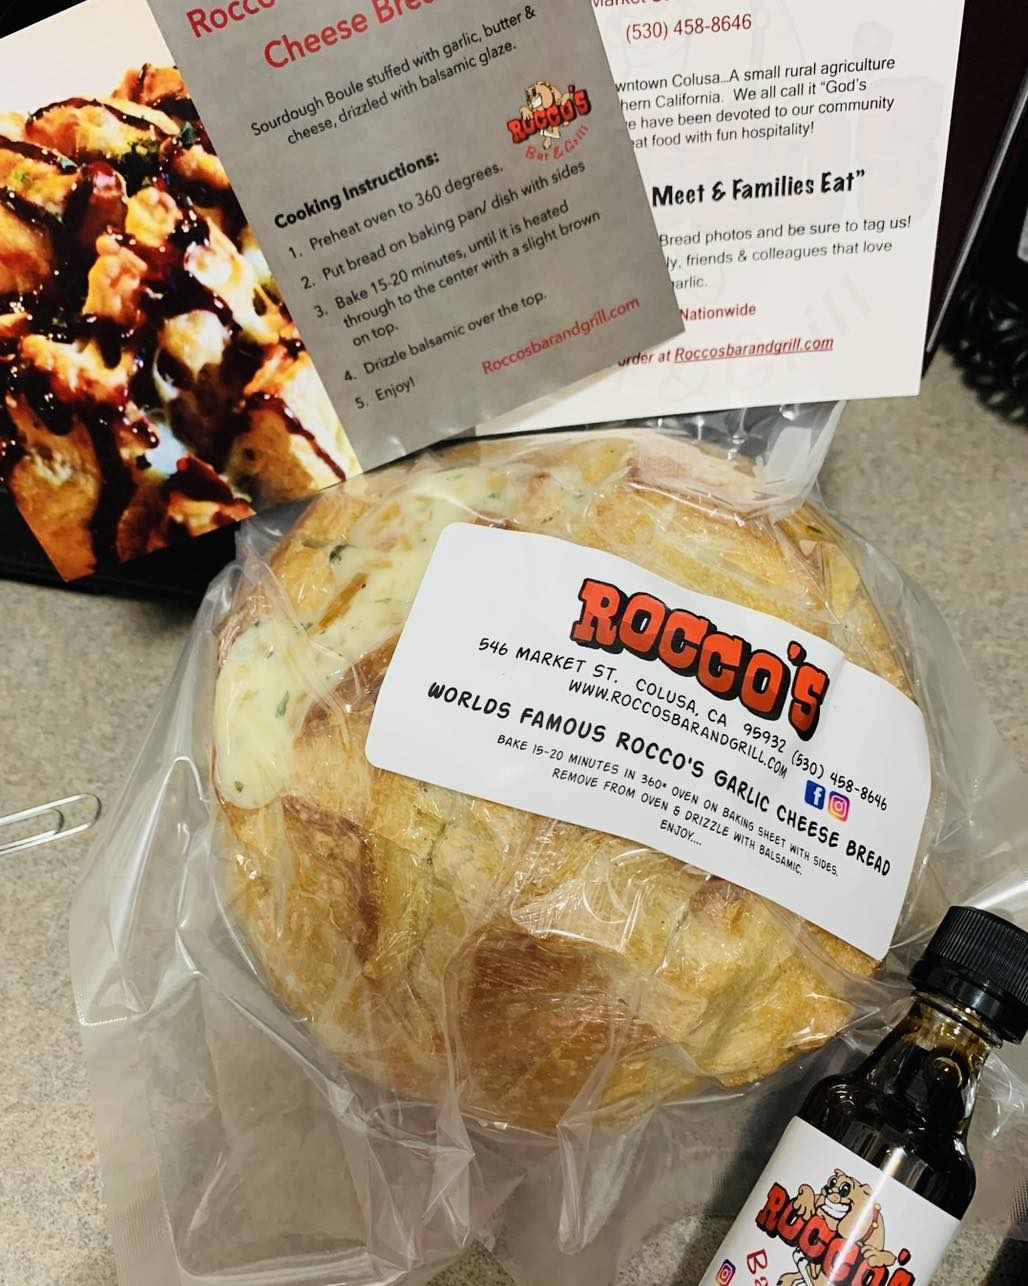 Rocco
Cheese
Sourdough Boule stuffed with garlic, butter &
cheese, drizzled with balsamic glaze.
ROCCO'S
Bar & Grill
Cooking Instructions:
1. Preheat oven to 360 degrees.
2. Put bread on baking pan/ dish with sides
3. Bake 15-20 minutes, until it is heated
through to the center with a slight brown
on top.
4. Drizzle balsamic over the top.
5. Enjoy!
Roccosbarandgrill.com
(530) 458-8646
Colusa...A small rural agriculture
California. We all call it "God's
have been devoted to our community
food with fun hospitality!
Meet & Families Eat"
Bread photos and be sure to tag us!
friends & colleagues that love
Nationwide
order at Roccosbarandgrill.com
ROCCO'S
546 MARKET ST. COLUSA, CA 95932 (530) 458-8646
WWW.ROCCOSBARANDGRILL.COM
WORLDS FAMOUS ROCCO'S GARLIC CHEESE BREAD
BAKE 15-20 MINUTES IN 360° OVEN ON BAKING SHEET WITH SIDES.
REMOVE FROM OVEN & DRIZZLE WITH BALSAMIC.
ENJOY....
ROCCO'S